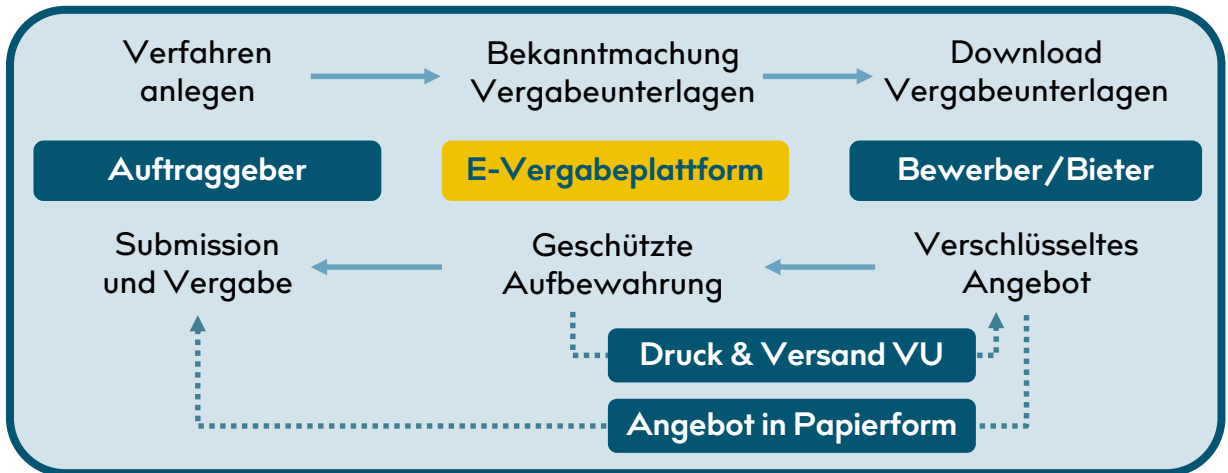 Verfahren
anlegen
Bekanntmachung
Vergabeunterlagen
Download
Vergabeunterlagen
Auftraggeber
E-Vergabeplattform
Bewerber/Bieter
Submission
und Vergabe
Geschützte
Aufbewahrung
Verschlüsseltes
Angebot
Druck & Versand VU
Angebot in Papierform